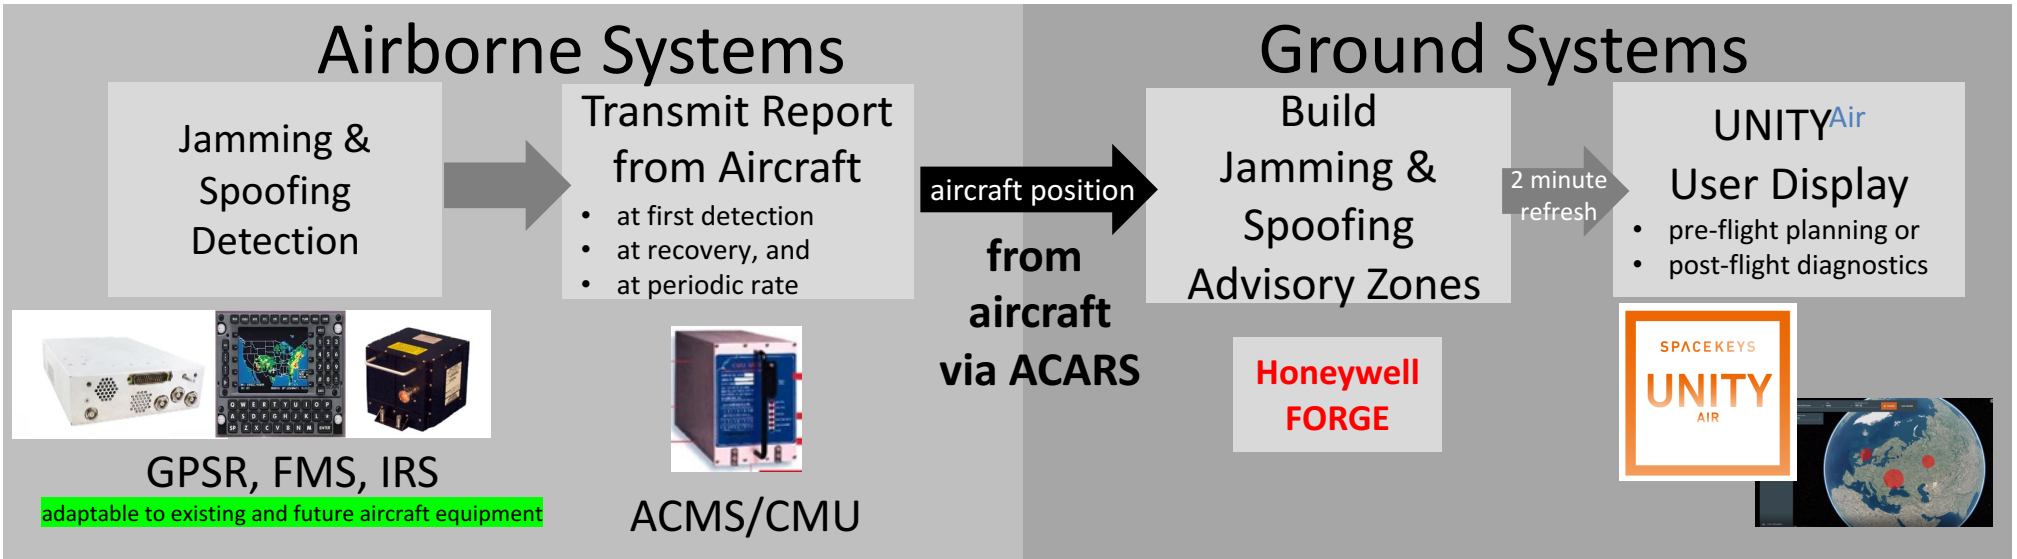 Airborne Systems
Ground Systems
Jamming &
Spoofing
Detection
Transmit Report
from Aircraft
• at first detection
• at recovery, and
• at periodic rate
aircraft position
from
aircraft
via ACARS
Build
Jamming &
Spoofing
Advisory Zones
2 minute
refresh
UNITYAir
User Display
• pre-flight planning or
• post-flight diagnostics
GPSR, FMS, IRS
adaptable to existing and future aircraft equipment
ACMS/CMU
Honeywell
FORGE
SPACEKEYS
UNITY
AIR
Q W E R T Y U I O P
A S D F G H J K L
SP Z X C V B N M ENTER